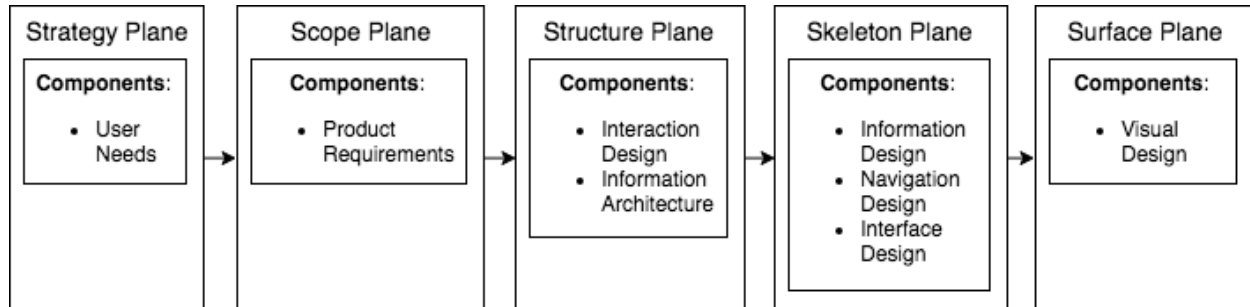 Strategy Plane
Components:
• User
Needs
Scope Plane
Components:
• Product
Requirements
Structure Plane
Components:
• Interaction
Design
• Information
Architecture
Skeleton Plane
Components:
• Information
Design
• Navigation
Design
• Interface
Design
Surface Plane
Components:
• Visual
Design